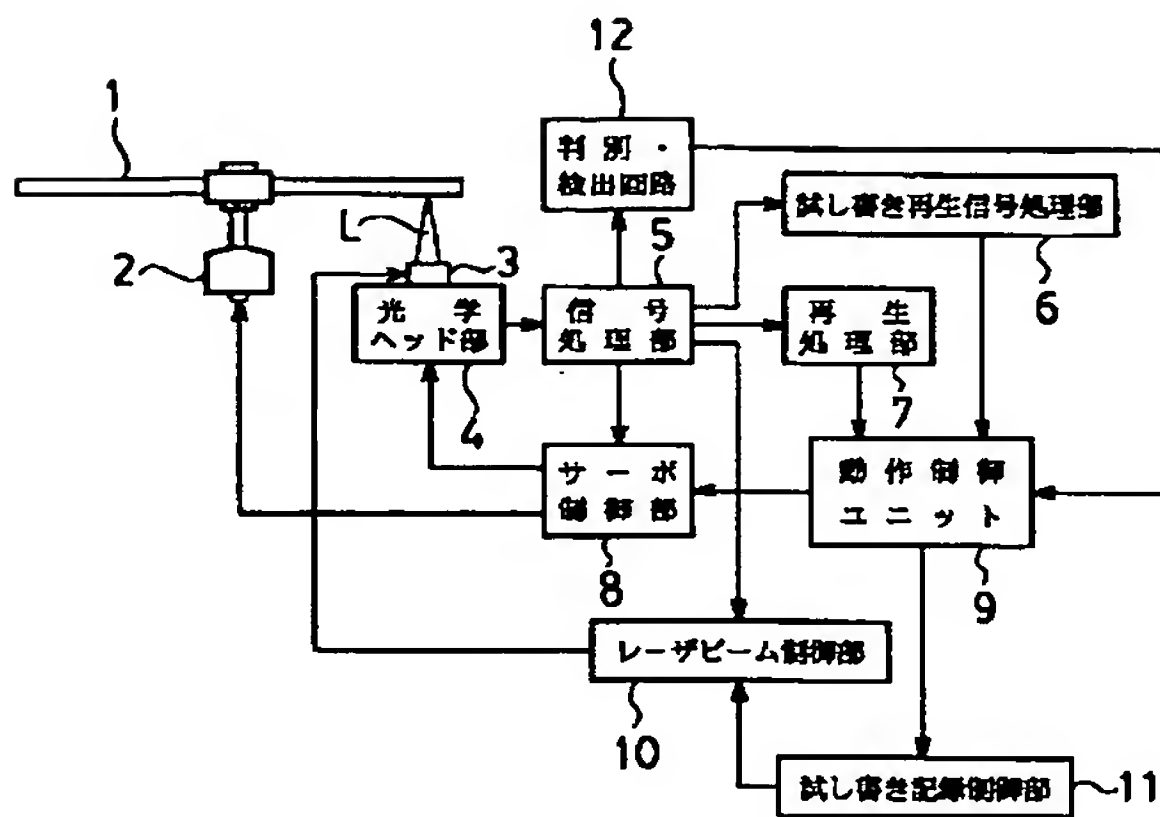 12
1
判別・
検出回路
試し書き再生信号処理部
L
3
5
2
6
光学
ヘッド部
信号
処理部
再生
処理部
4
7
サーボ
制御部
動作制御
ユニット
8
9
レーザビーム制御部
10
試し書き記録制御部
11